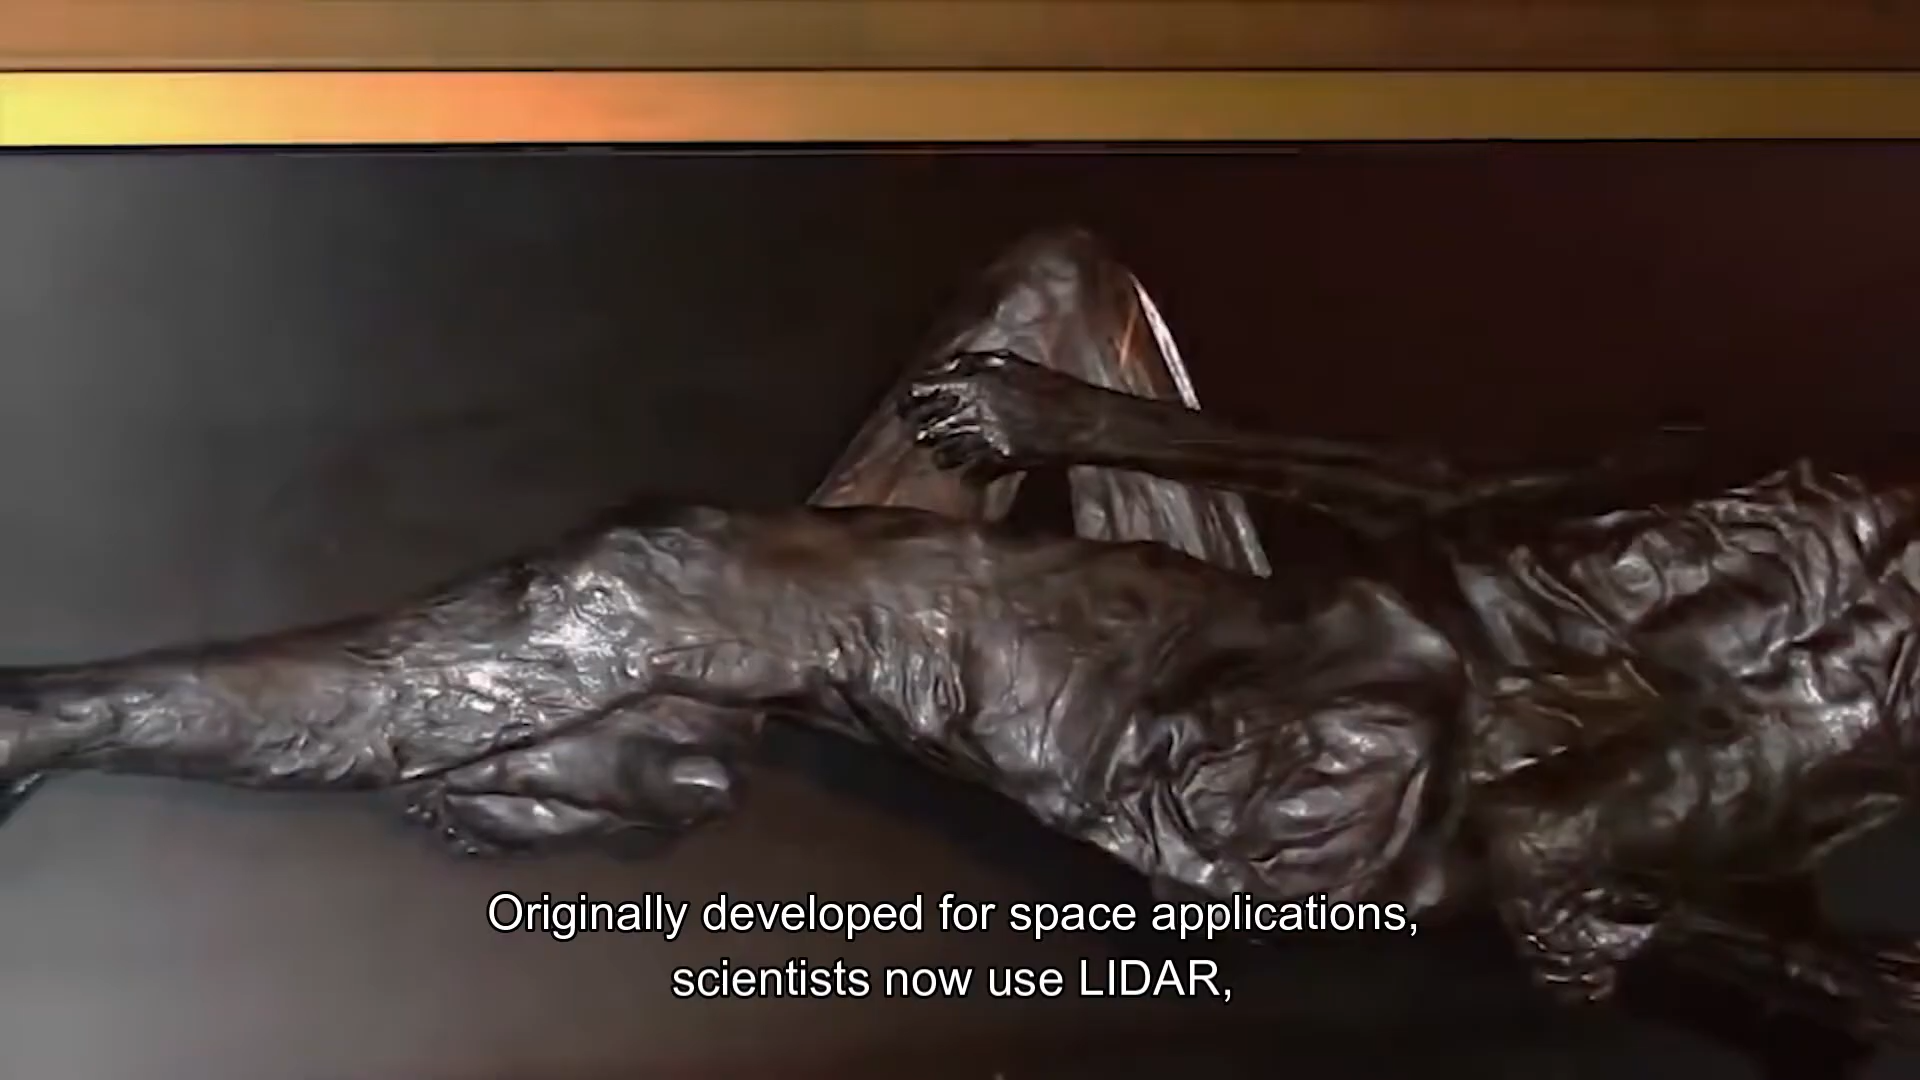 Originally developed for space applications,
scientists now use LIDAR,